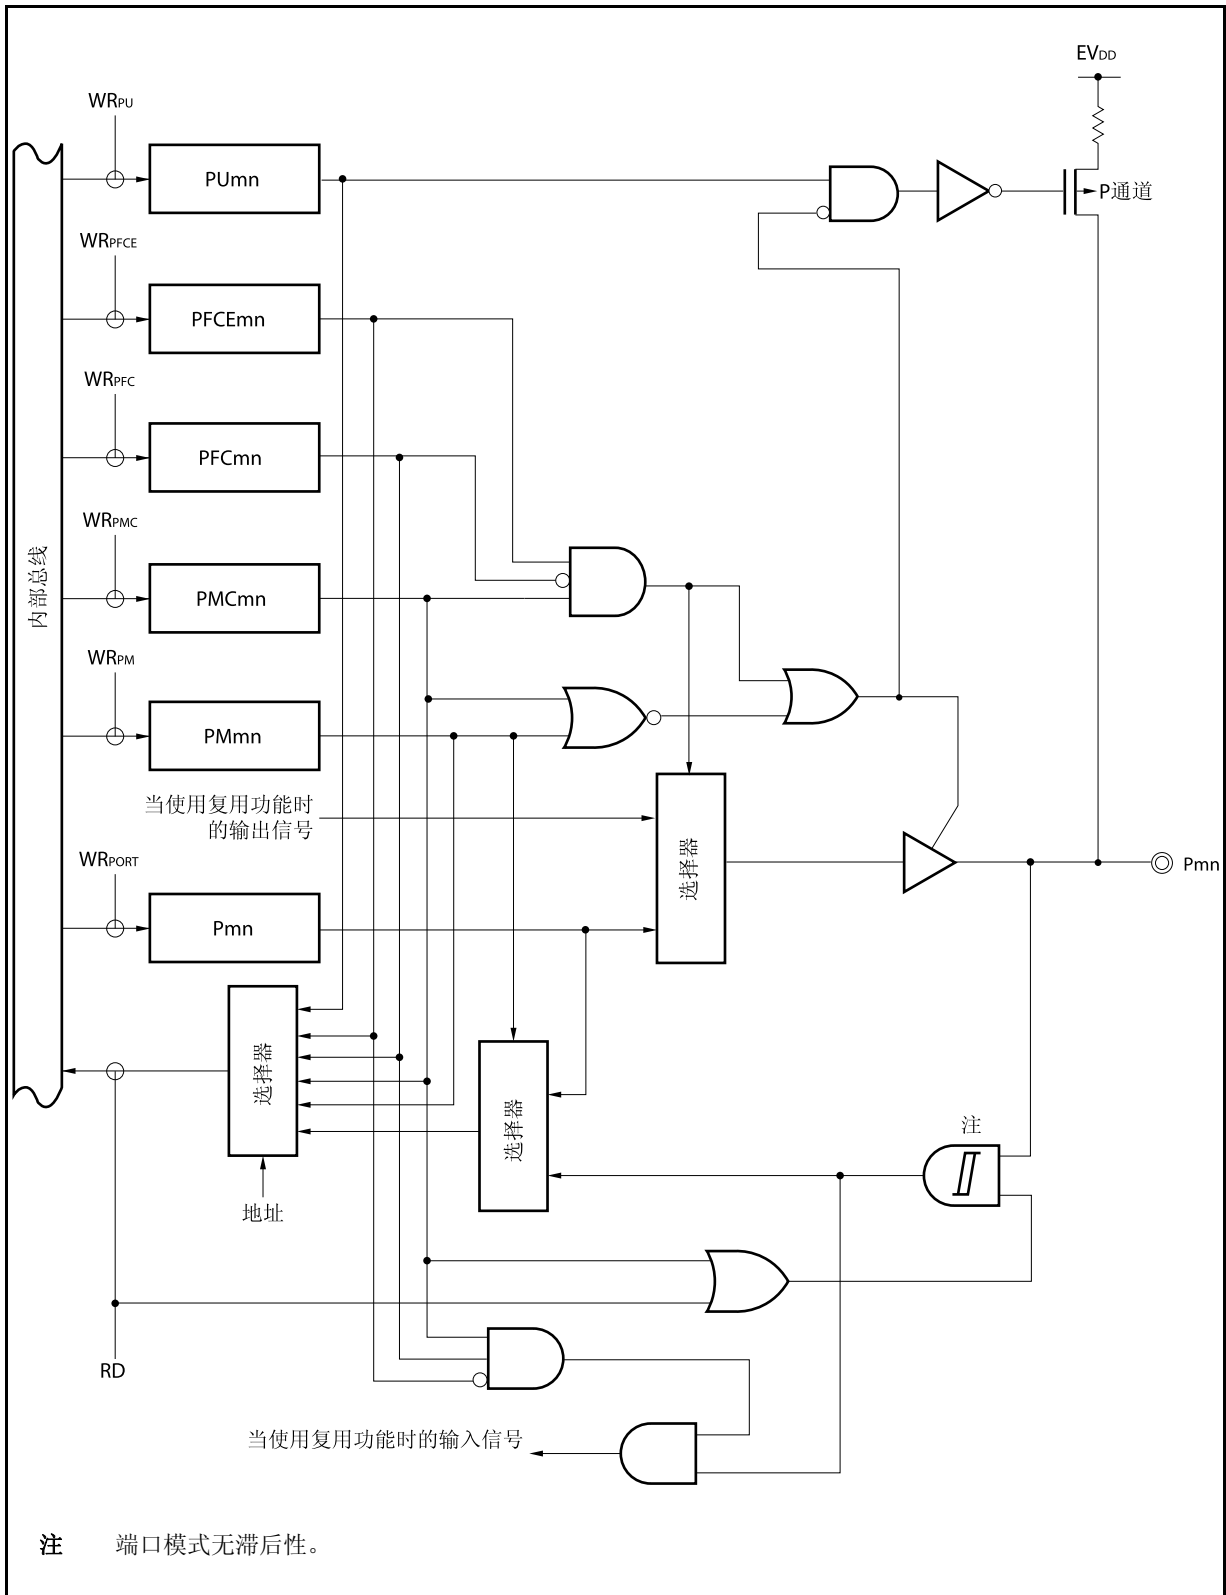 EVDD
WRPU
PUmn
P通道
WRPFCE
PFCEmn
WRPFC
PFCmn
WRPMC
内部总线
PMCmn
WRPM
PMmn
当使用复用功能时
的输出信号
选择器
WRPORT
Pmn
Pmn
选择器
选择器
注
地址
RD
当使用复用功能时的输入信号
注 端口模式无滞后性。